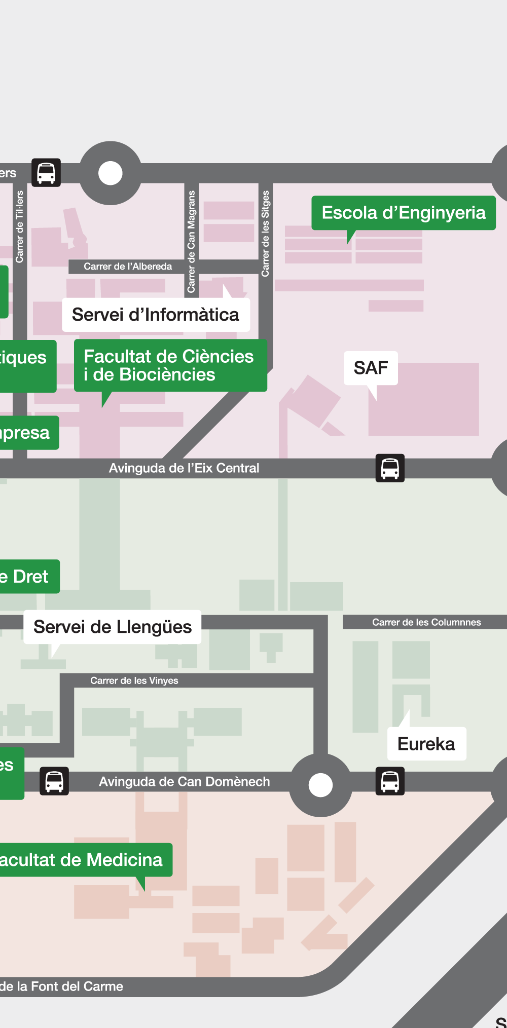 ers
Carrer de Til·lers
Carrer de Can Magrans
Carrer de les Sitges
Escola d'Enginyeria
Carrer de l'Albereda
Servei d'Informàtica
tiques
Facultat de Ciències
i de Biociències
SAF
mpresa
Avinguda de l'Eix Central
e Dret
Servei de Llengües
Carrer de les Columnnes
Carrer de les Vinyes
Eureka
es
Avinguda de Can Domènech
acultat de Medicina
de la Font del Carme
S